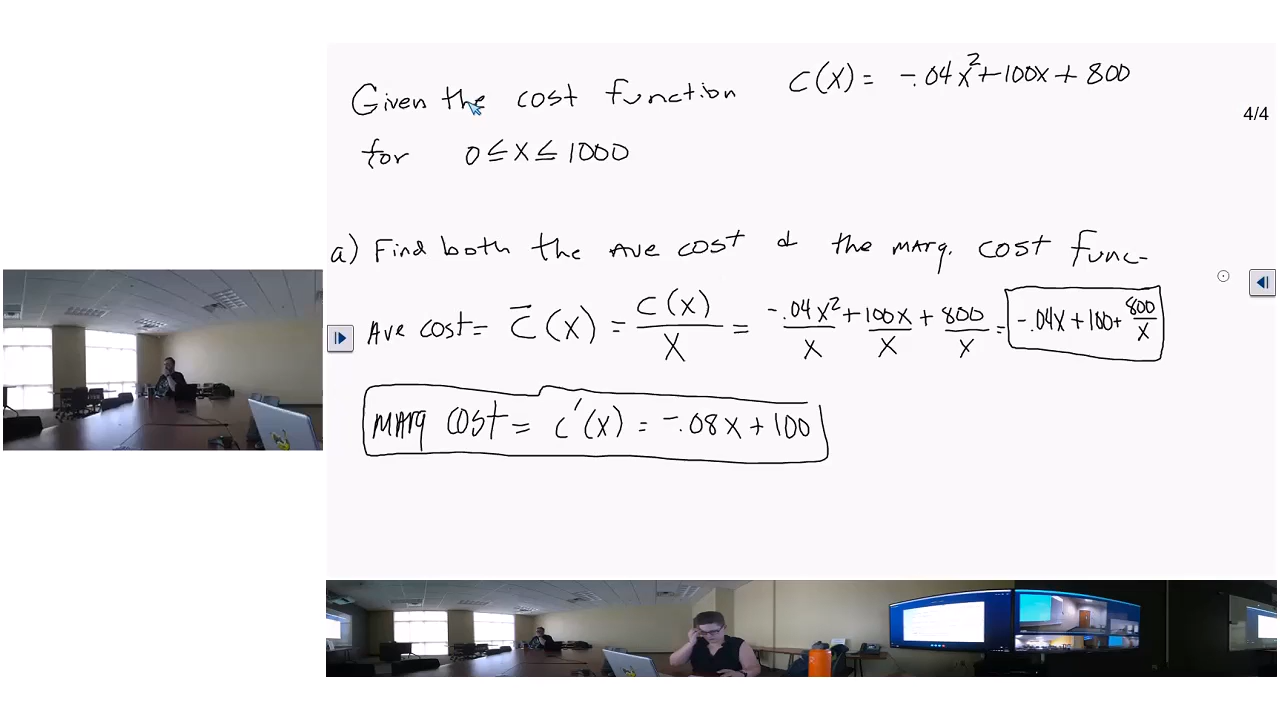 Given the cost function C(X) = -.04x²+100x+800
4/4
for 0≤X≤1000
a) Find both the Ave cost & the MARG. cost func-
Ave cost = C̅(X) = C(X)/X = -.04x²/X + 100x/X + 800/X = -.04x+100+800/X
MARG COST = C'(X) = -.08X+100